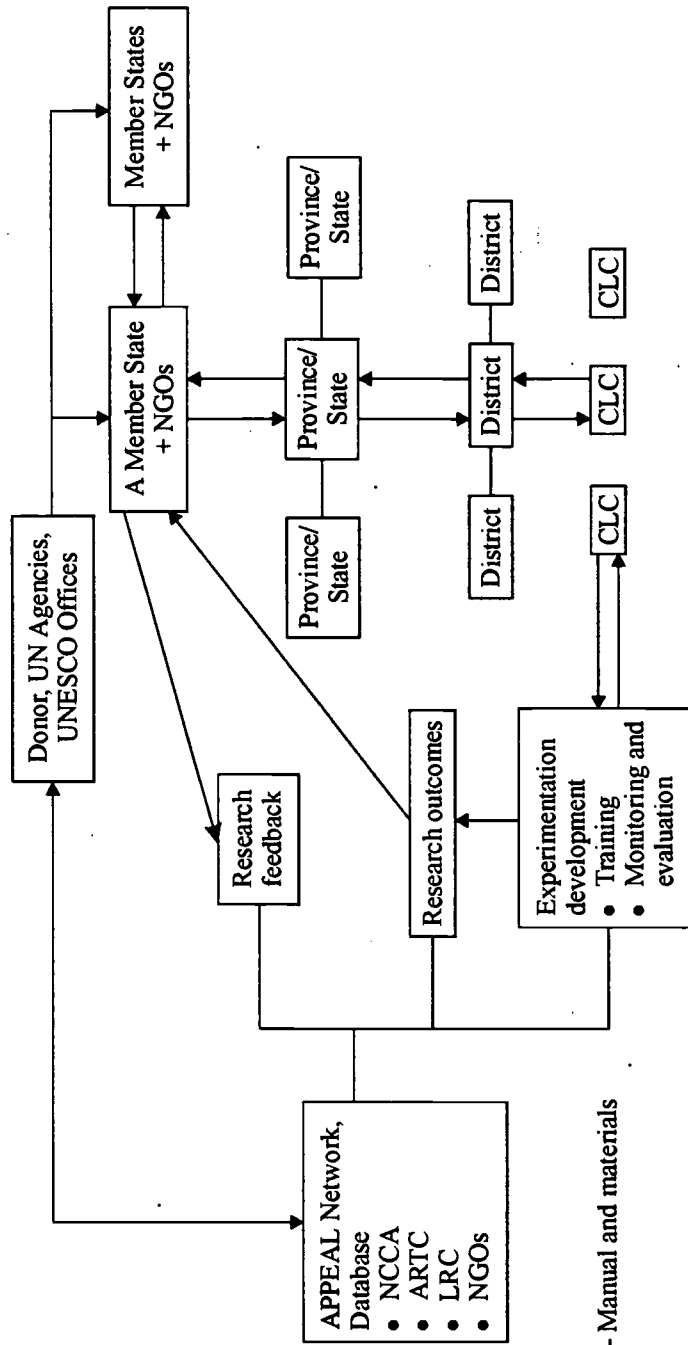 Donor, UN Agencies,
UNESCO Offices
A Member State
+ NGOs
Member States
+ NGOs
Research
feedback
Province/
State
Province/
State
Province/
State
APPEAL Network,
Database
● NCCA
● ARTC
● LRC
● NGOs
Research outcomes
District
District
District
Experimentation
development
● Training
● Monitoring and
evaluation
CLC
CLC
CLC
- Manual and materials